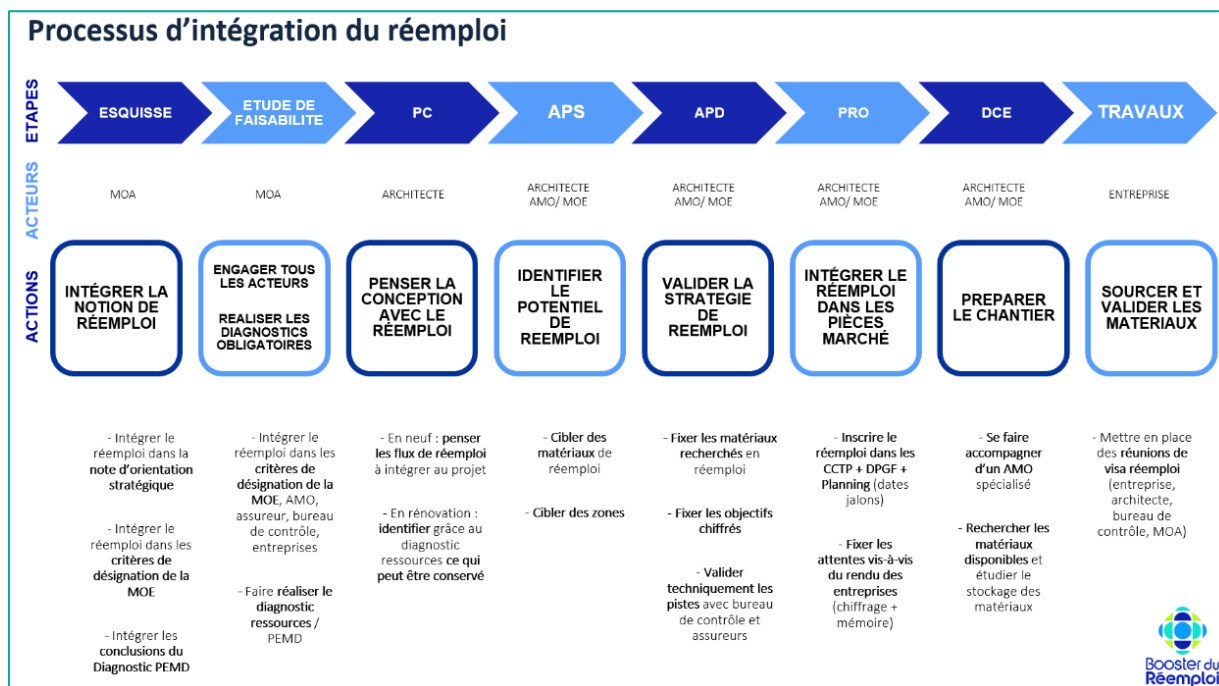 Processus d'intégration du réemploi
ETAPES
ESQUISSE
ETUDE DE
FAISABILITE
PC
APS
APD
PRO
DCE
TRAVAUX
ACTEURS
MOA
MOA
ARCHITECTE
ARCHITECTE
AMO/ MOE
ARCHITECTE
AMO/ MOE
ARCHITECTE
AMO/ MOE
ARCHITECTE
AMO/ MOE
ENTREPRISE
ACTIONS
INTÉGRER LA
NOTION DE
RÉEMPLOI
ENGAGER TOUS
LES ACTEURS
REALISER LES
DIAGNOSTICS
OBLIGATOIRES
PENSER LA
CONCEPTION
AVEC LE
RÉEMPLOI
IDENTIFIER
LE
POTENTIEL
DE
REEMPLOI
VALIDER LA
STRATEGIE
DE
REEMPLOI
INTÉGRER LE
RÉEMPLOI
DANS LES
PIÈCES
MARCHÉ
PREPARER
LE CHANTIER
SOURCER ET
VALIDER LES
MATERIAUX
- Intégrer le
réemploi dans la
note d'orientation
stratégique
- Intégrer le
réemploi dans les
critères de
désignation de la
MOE
- Intégrer les
conclusions du
Diagnostic PEMD
- Intégrer le
réemploi dans les
critères de
désignation de la
MOE, AMO,
assureur, bureau
de contrôle,
entreprises
- Faire réaliser le
diagnostic
ressources /
PEMD
- En neuf : penser
les flux de réemploi
à intégrer au projet
- En rénovation :
identifier grâce au
diagnostic
ressources ce qui
peut être conservé
- Cibler des
matériaux de
réemploi
- Cibler des zones
- Fixer les matériaux
recherchés en
réemploi
- Fixer les objectifs
chiffrés
- Valider
techniquement les
pistes avec bureau
de contrôle et
assureurs
- Inscrire le
réemploi dans les
CCTP + DPGF +
Planning (dates
jalons)
- Fixer les
attentes vis-à-vis
du rendu des
entreprises
(chiffrage +
mémoire)
- Se faire
accompagner
d'un AMO
spécialisé
- Rechercher les
matériaux
disponibles et
étudier le
stockage des
matériaux
- Mettre en place
des réunions de
visa réemploi
(entreprise,
architecte,
bureau de
contrôle, MOA)
Booster du
Réemploi